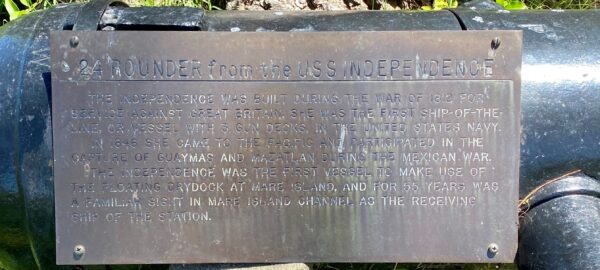 24 POUNDER from the USS INDEPENDENCE
THE INDEPENDENCE WAS BUILT DURING THE WAR OF 1812 FOR
SERVICE AGAINST GREAT BRITAIN. SHE WAS THE FIRST SHIP-OF-THE-
LINE, OR VESSEL WITH 3 GUN DECKS, IN THE UNITED STATES NAVY.
IN 1846 SHE CAME TO THE PACIFIC AND PARTICIPATED IN THE
CAPTURE OF GUAYMAS AND MAZATLAN DURING THE MEXICAN WAR.
THE INDEPENDENCE WAS THE FIRST VESSEL TO MAKE USE OF
THE FLOATING DRYDOCK AT MARE ISLAND, AND FOR 55 YEARS WAS
A FAMILIAR SIGHT IN MARE ISLAND CHANNEL AS THE RECEIVING
SHIP OF THE STATION.